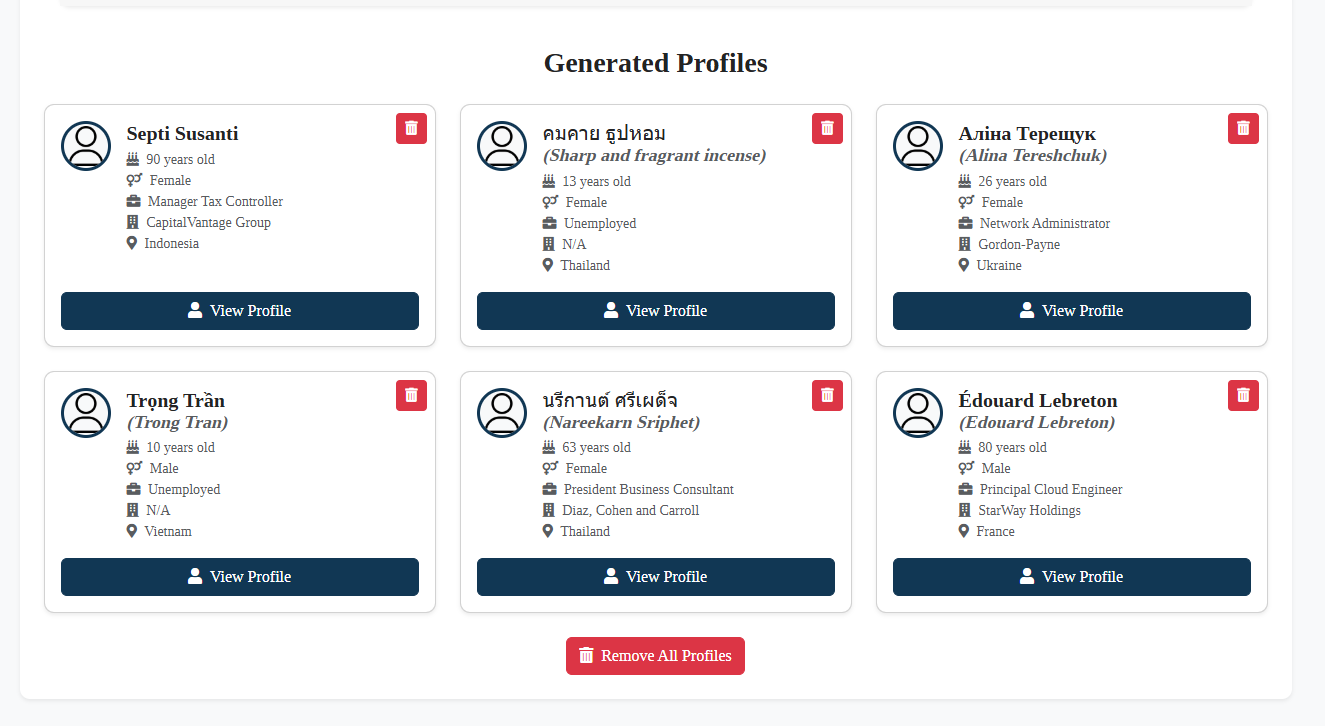 Generated Profiles
Septi Susanti
90 years old
Female
Manager Tax Controller
CapitalVantage Group
Indonesia
View Profile
คมคาย ธูปหอม
(Sharp and fragrant incense)
13 years old
Female
Unemployed
N/A
Thailand
View Profile
Аліна Терещук
(Alina Tereshchuk)
26 years old
Female
Network Administrator
Gordon-Payne
Ukraine
View Profile
Trọng Trần
(Trong Tran)
10 years old
Male
Unemployed
N/A
Vietnam
View Profile
นรีกานต์ ศรีเผด็จ
(Nareekarn Sriphet)
63 years old
Female
President Business Consultant
Diaz, Cohen and Carroll
Thailand
View Profile
Édouard Lebreton
(Edouard Lebreton)
80 years old
Male
Principal Cloud Engineer
StarWay Holdings
France
View Profile
Remove All Profiles